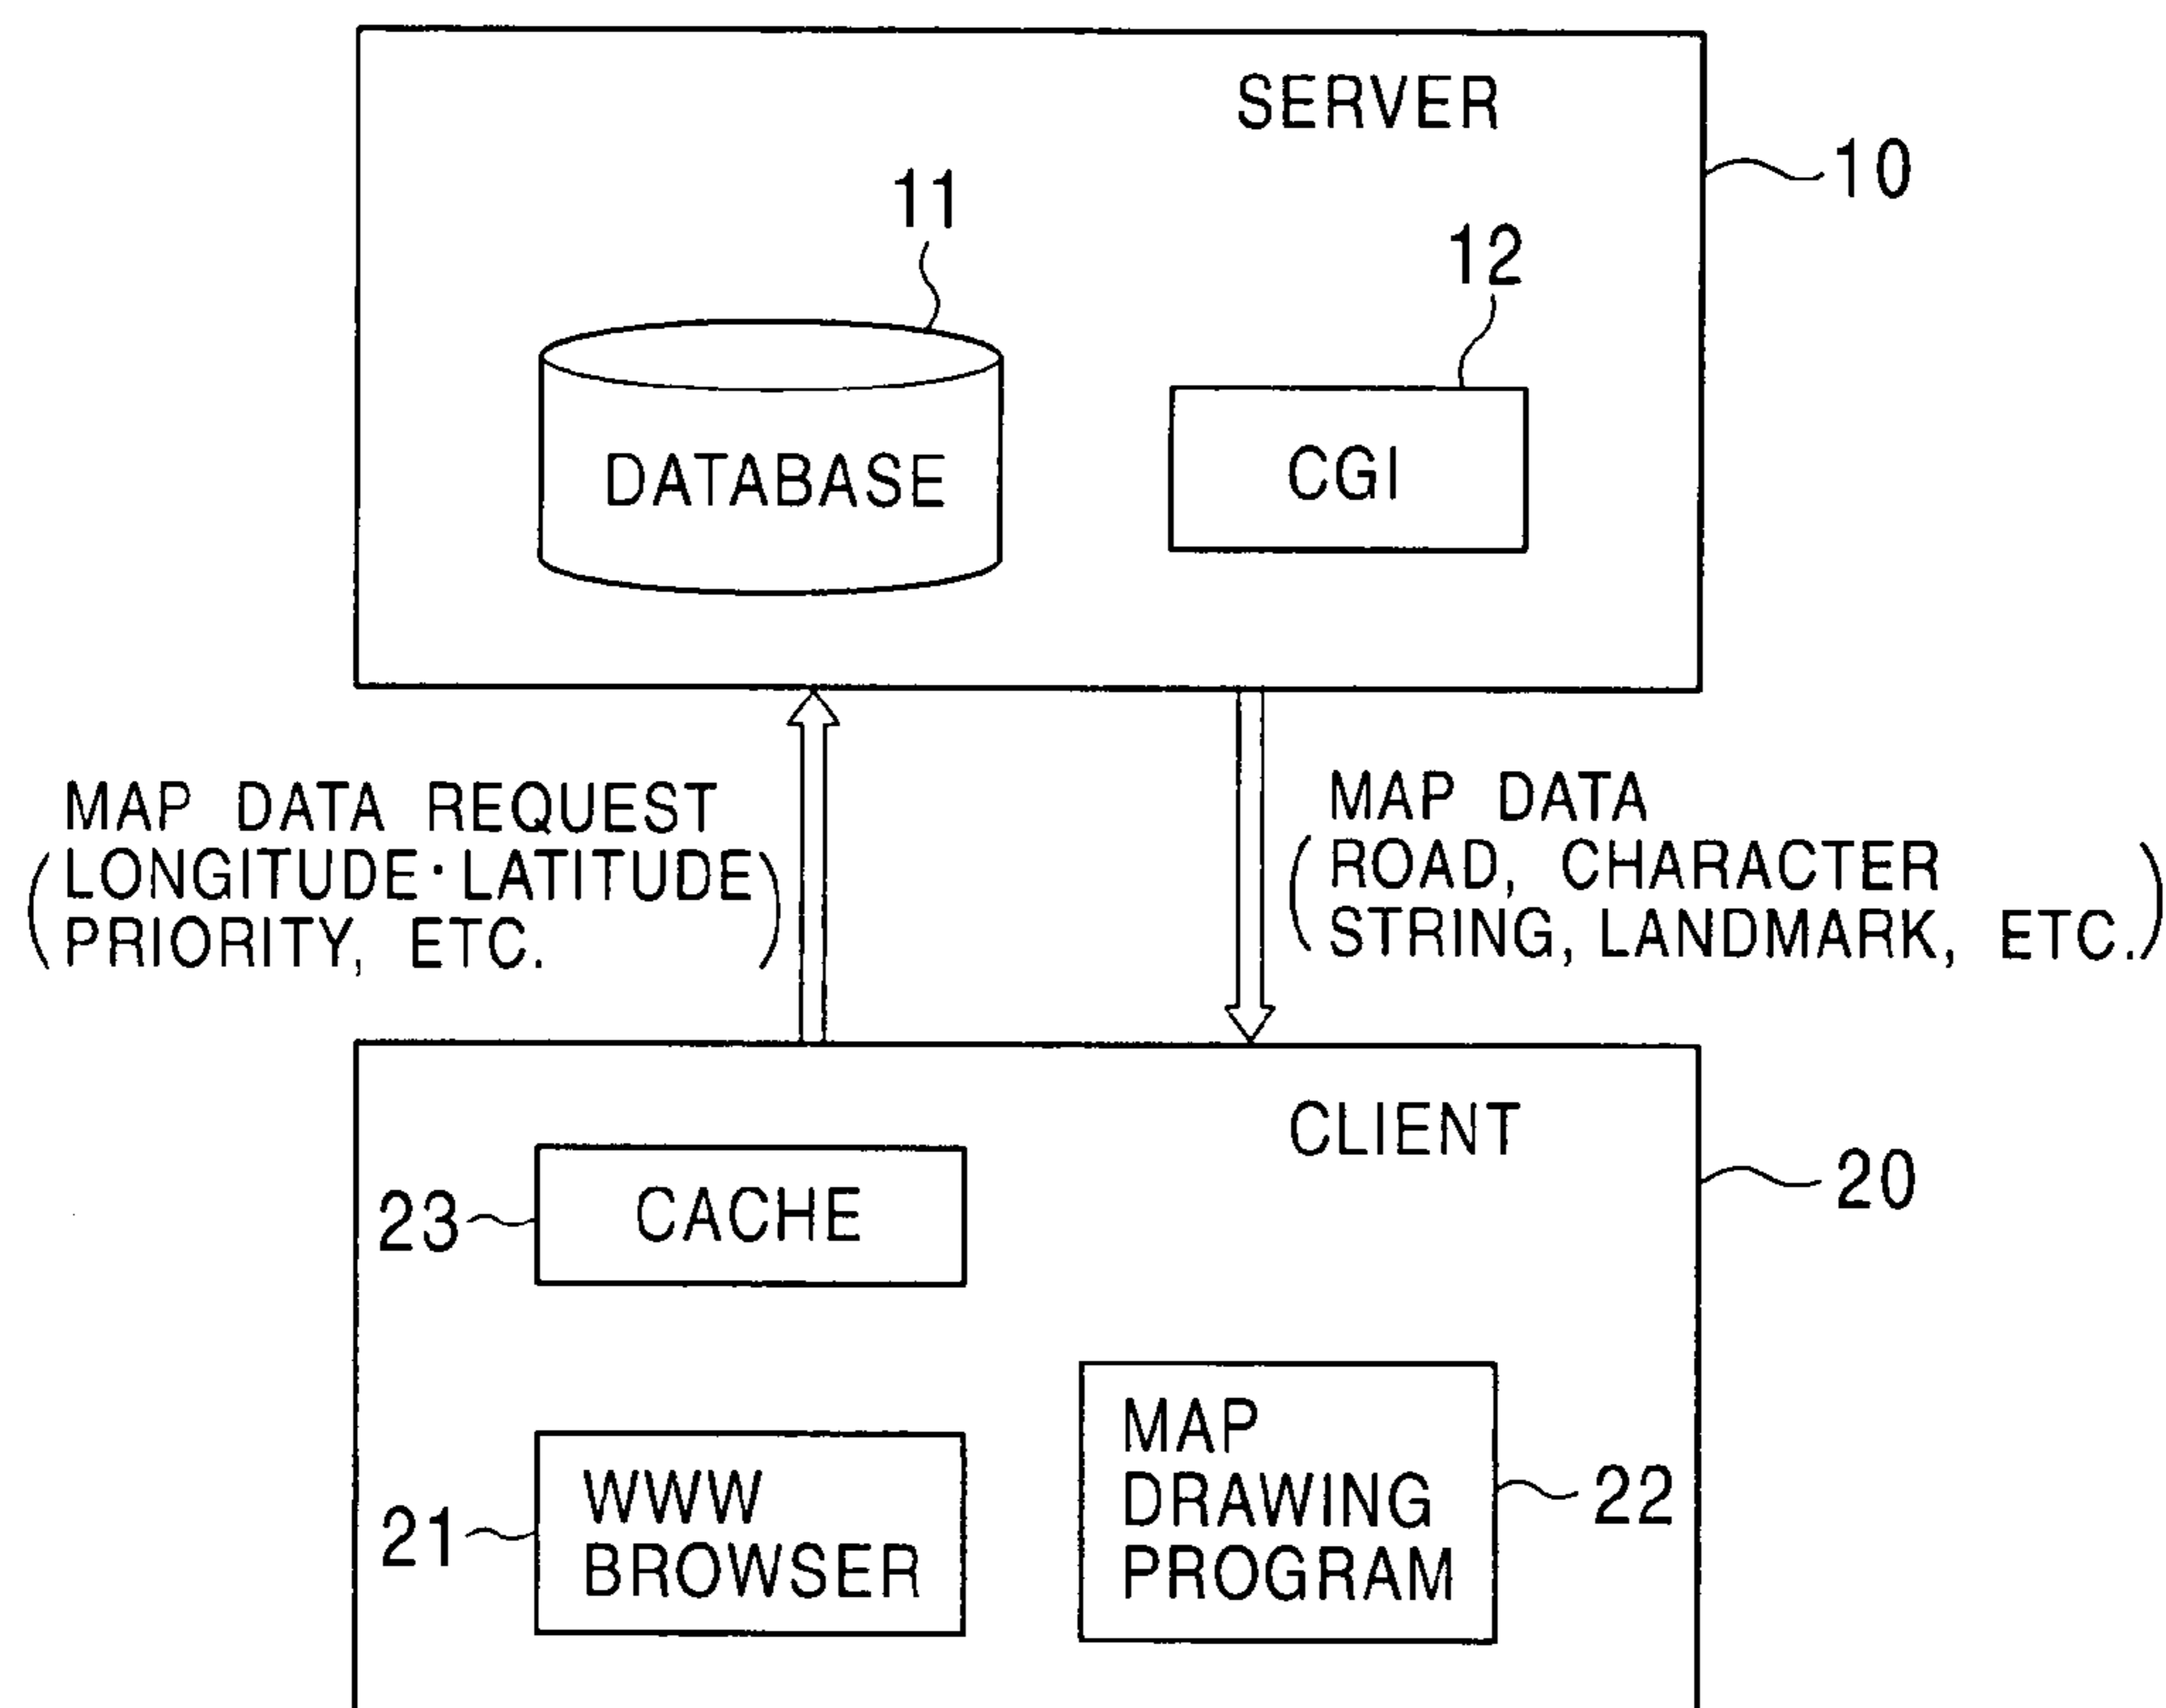 SERVER
10
11
12
DATABASE
CGI
MAP DATA REQUEST
(LONGITUDE·LATITUDE
PRIORITY, ETC.)
MAP DATA
(ROAD, CHARACTER
STRING, LANDMARK, ETC.)
CLIENT
20
23
CACHE
21
WWW
BROWSER
MAP
DRAWING
PROGRAM
22